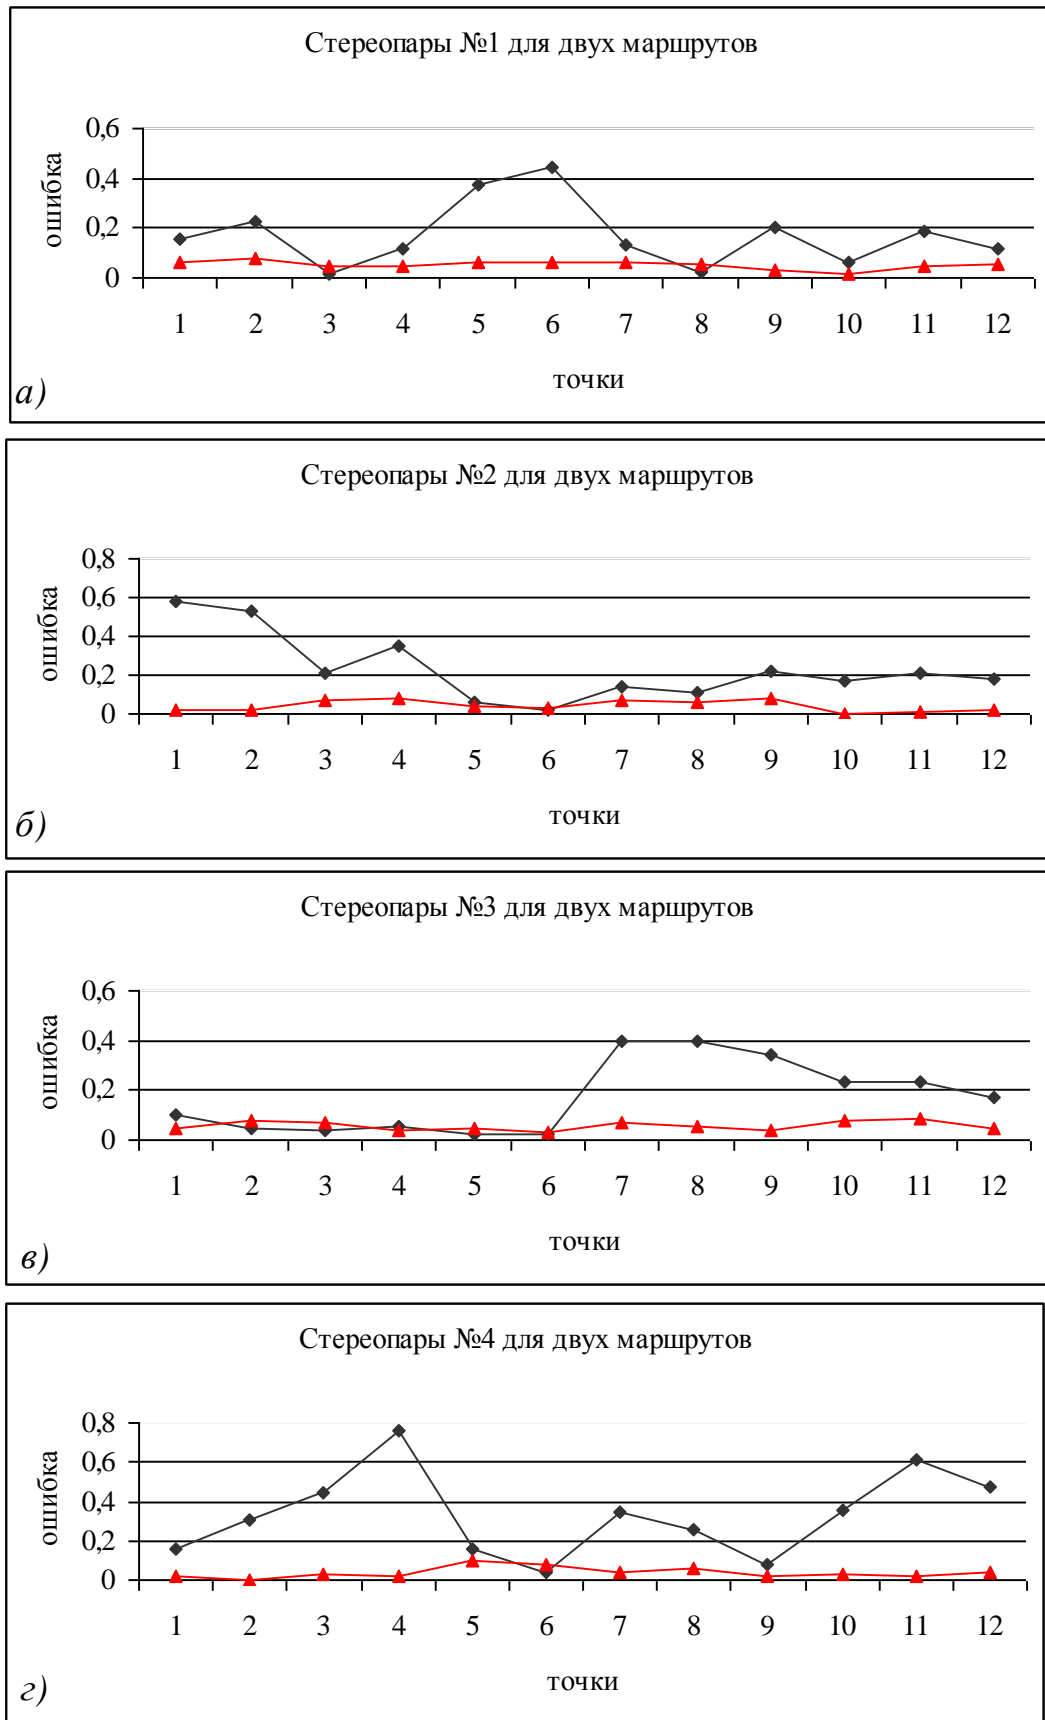 Стереопары №1 для двух маршрутов
0,6
0,4
0,2
0
ошибка
1 2 3 4 5 6 7 8 9 10 11 12
точки
а)
Стереопары №2 для двух маршрутов
0,8
0,6
0,4
0,2
0
ошибка
1 2 3 4 5 6 7 8 9 10 11 12
точки
б)
Стереопары №3 для двух маршрутов
0,6
0,4
0,2
0
ошибка
1 2 3 4 5 6 7 8 9 10 11 12
точки
в)
Стереопары №4 для двух маршрутов
0,8
0,6
0,4
0,2
0
ошибка
1 2 3 4 5 6 7 8 9 10 11 12
точки
г)